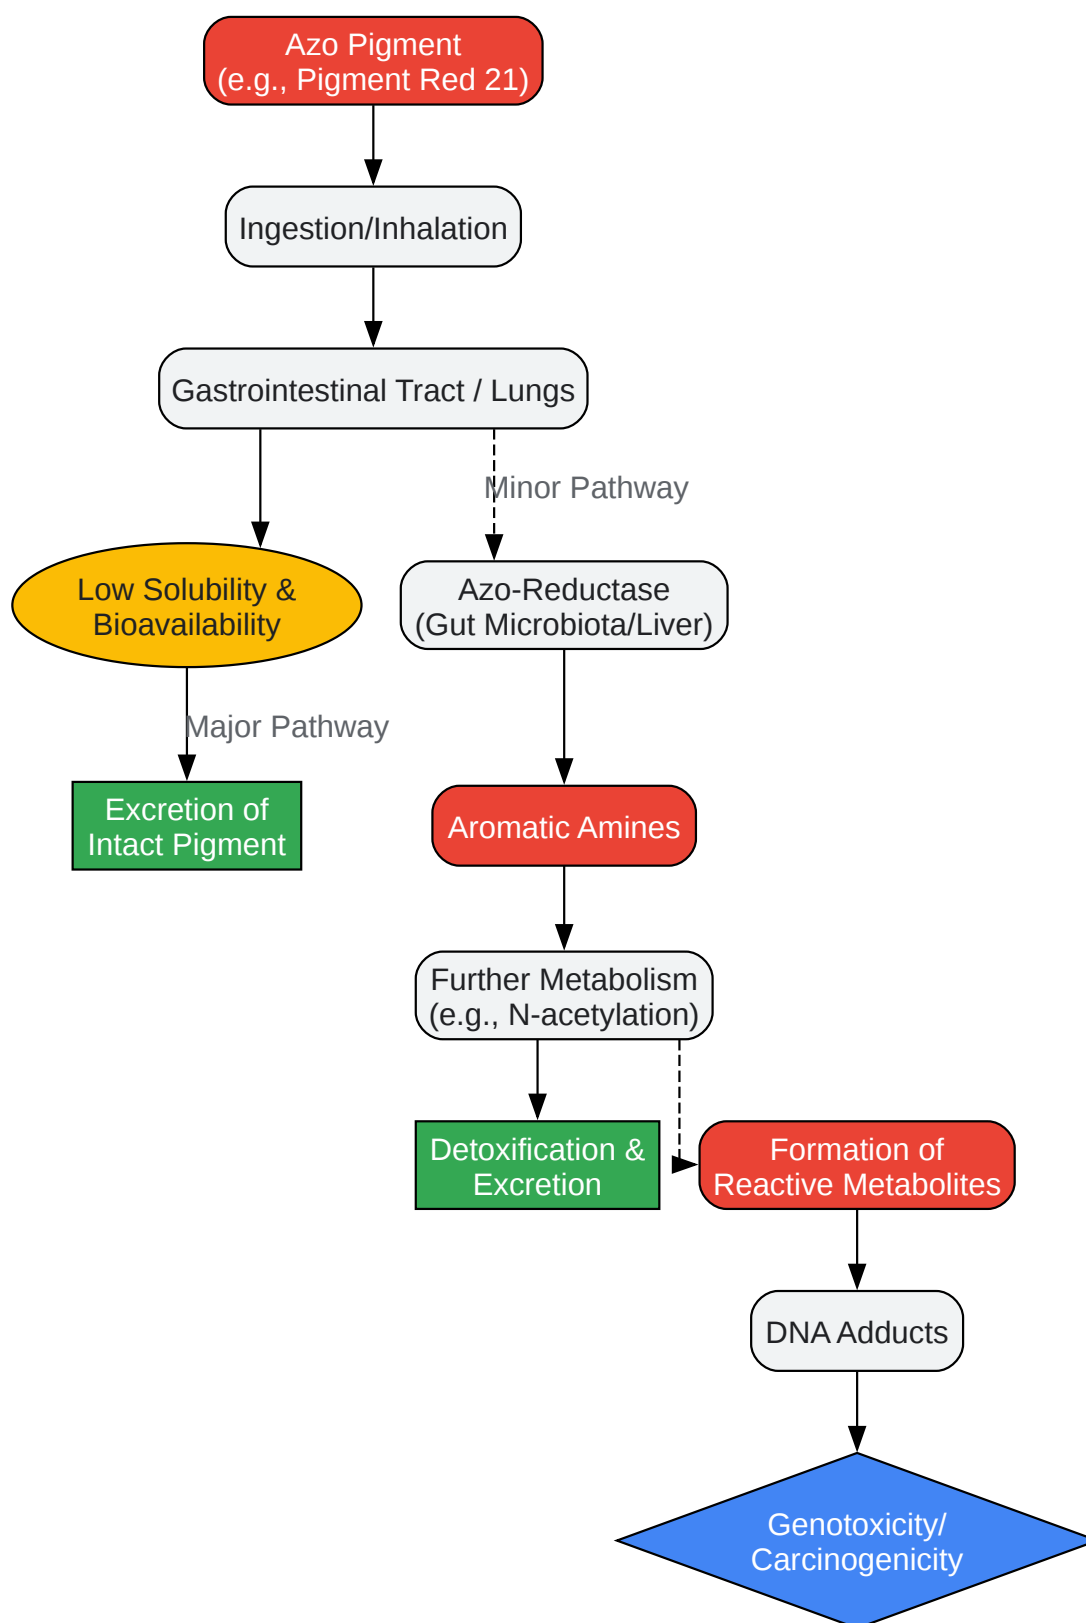 Azo Pigment
(e.g., Pigment Red 21)
Ingestion/Inhalation
Gastrointestinal Tract / Lungs
Minor Pathway
Low Solubility &
Bioavailability
Azo-Reductase
(Gut Microbiota/Liver)
Major Pathway
Excretion of
Intact Pigment
Aromatic Amines
Further Metabolism
(e.g., N-acetylation)
Detoxification &
Excretion
Formation of
Reactive Metabolites
DNA Adducts
Genotoxicity/
Carcinogenicity